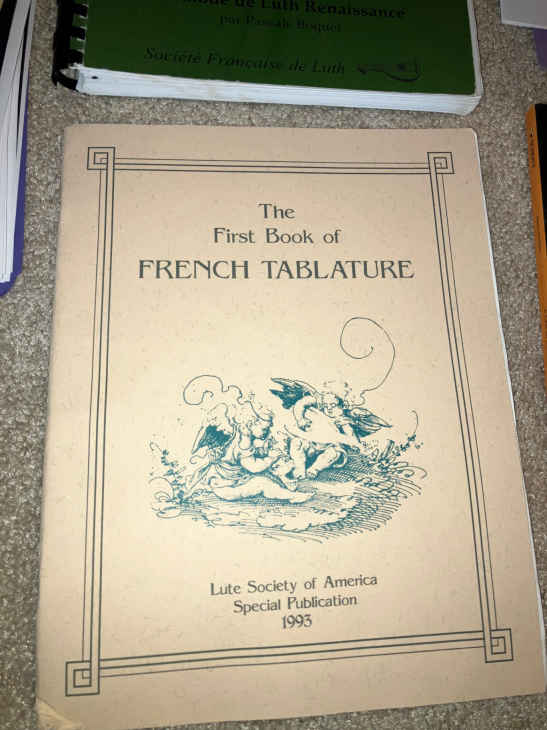 de Luth Renaissance
par Pascale Boquet
Société Française de Luth
The
First Book of
FRENCH TABLATURE
Lute Society of America
Special Publication
1993